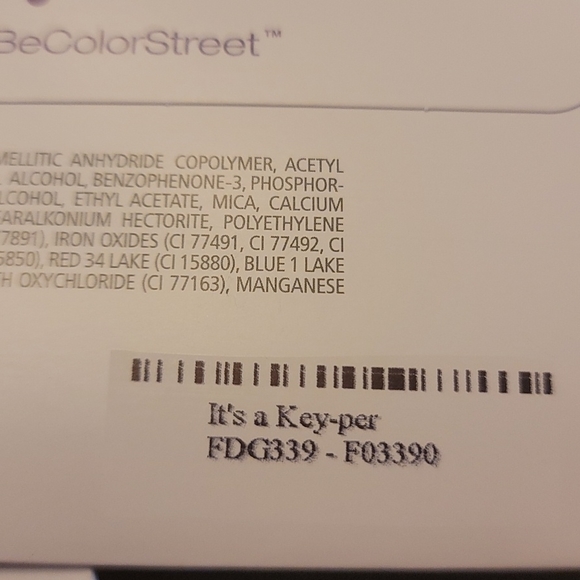 BeColorStreet™
MELLITIC ANHYDRIDE COPOLYMER, ACETYL
ALCOHOL, BENZOPHENONE-3, PHOSPHOR-
LCOHOL, ETHYL ACETATE, MICA, CALCIUM
ARALKONIUM HECTORITE, POLYETHYLENE
7891), IRON OXIDES (CI 77491, CI 77492, CI
5850), RED 34 LAKE (CI 15880), BLUE 1 LAKE
H OXYCHLORIDE (CI 77163), MANGANESE
It's a Key-per
FDG339 - F03390